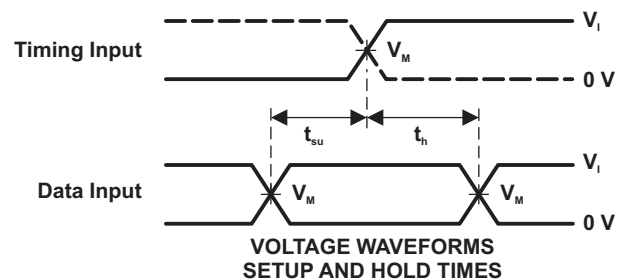 V_I
Timing Input
V_M
0 V
t_su
t_h
V_I
Data Input
V_M
V_M
0 V
VOLTAGE WAVEFORMS
SETUP AND HOLD TIMES